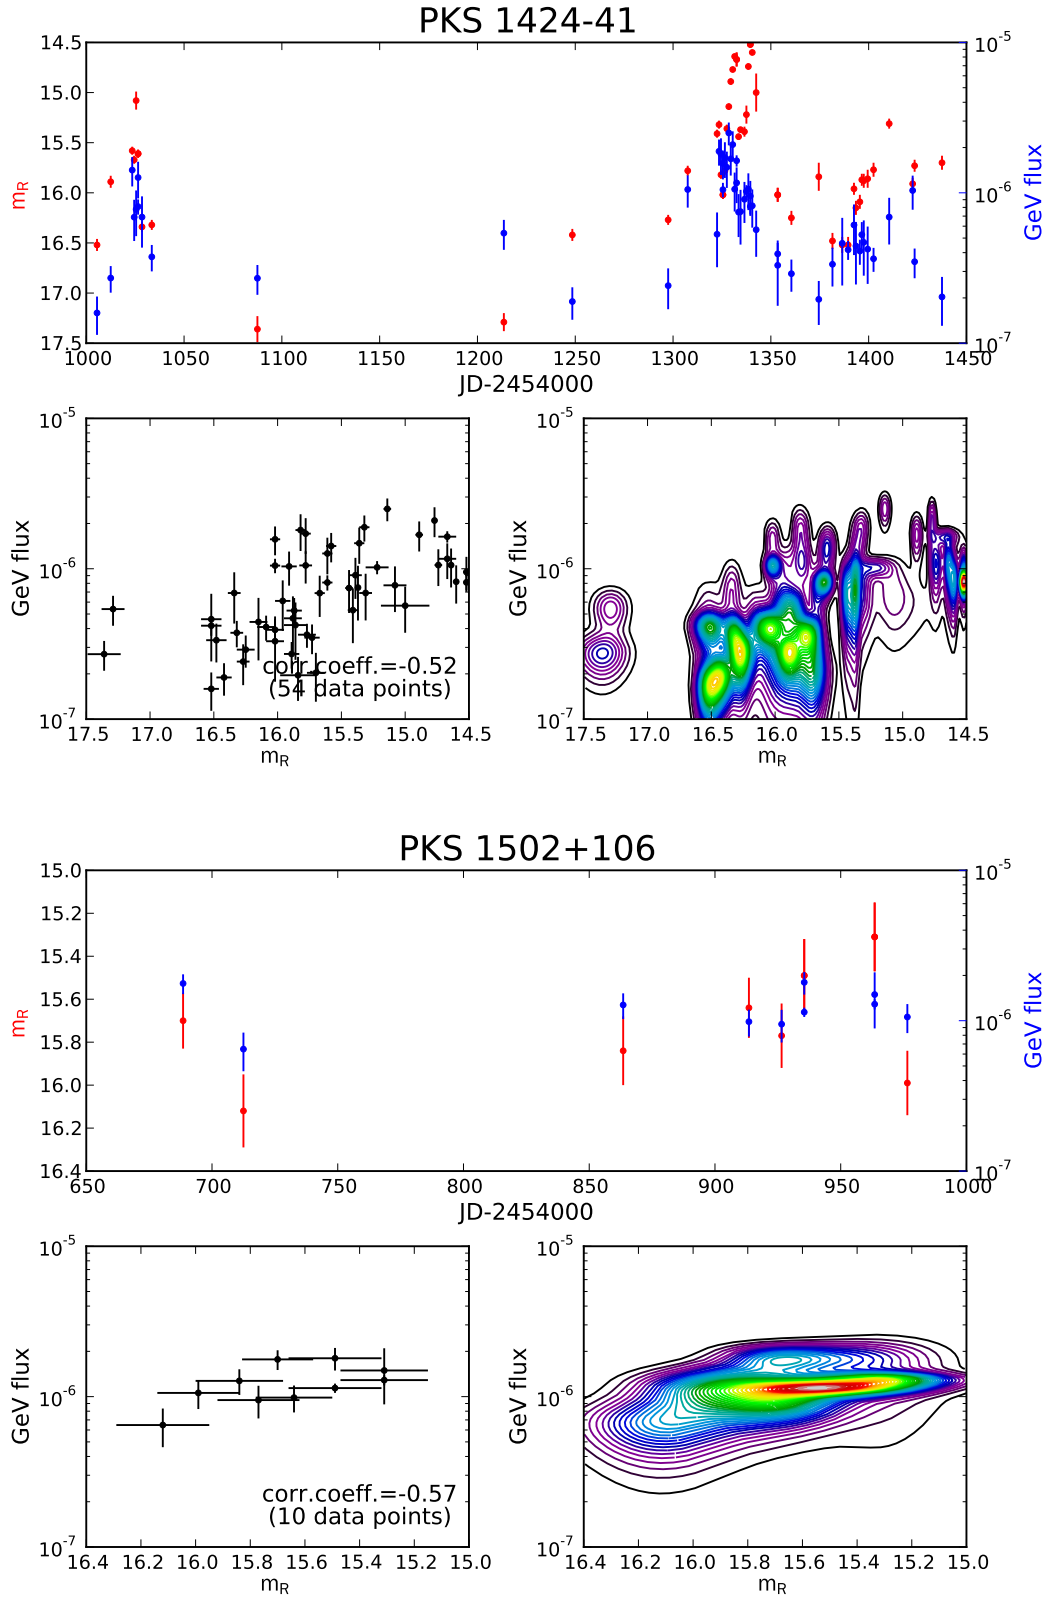 PKS 1424-41
14.5
15.0
15.5
16.0
16.5
17.0
17.5
m_R
10^-5
10^-6
10^-7
GeV flux
1000 1050 1100 1150 1200 1250 1300 1350 1400 1450
JD-2454000
10^-5
10^-6
10^-7
GeV flux
corr.coeff.=-0.52
(54 data points)
17.5 17.0 16.5 16.0 15.5 15.0 14.5
m_R
10^-5
10^-6
10^-7
GeV flux
17.5 17.0 16.5 16.0 15.5 15.0 14.5
m_R
PKS 1502+106
15.0
15.2
15.4
15.6
15.8
16.0
16.2
16.4
m_R
10^-5
10^-6
10^-7
GeV flux
650 700 750 800 850 900 950 1000
JD-2454000
10^-5
10^-6
10^-7
GeV flux
corr.coeff.=-0.57
(10 data points)
16.4 16.2 16.0 15.8 15.6 15.4 15.2 15.0
m_R
10^-5
10^-6
10^-7
GeV flux
16.4 16.2 16.0 15.8 15.6 15.4 15.2 15.0
m_R